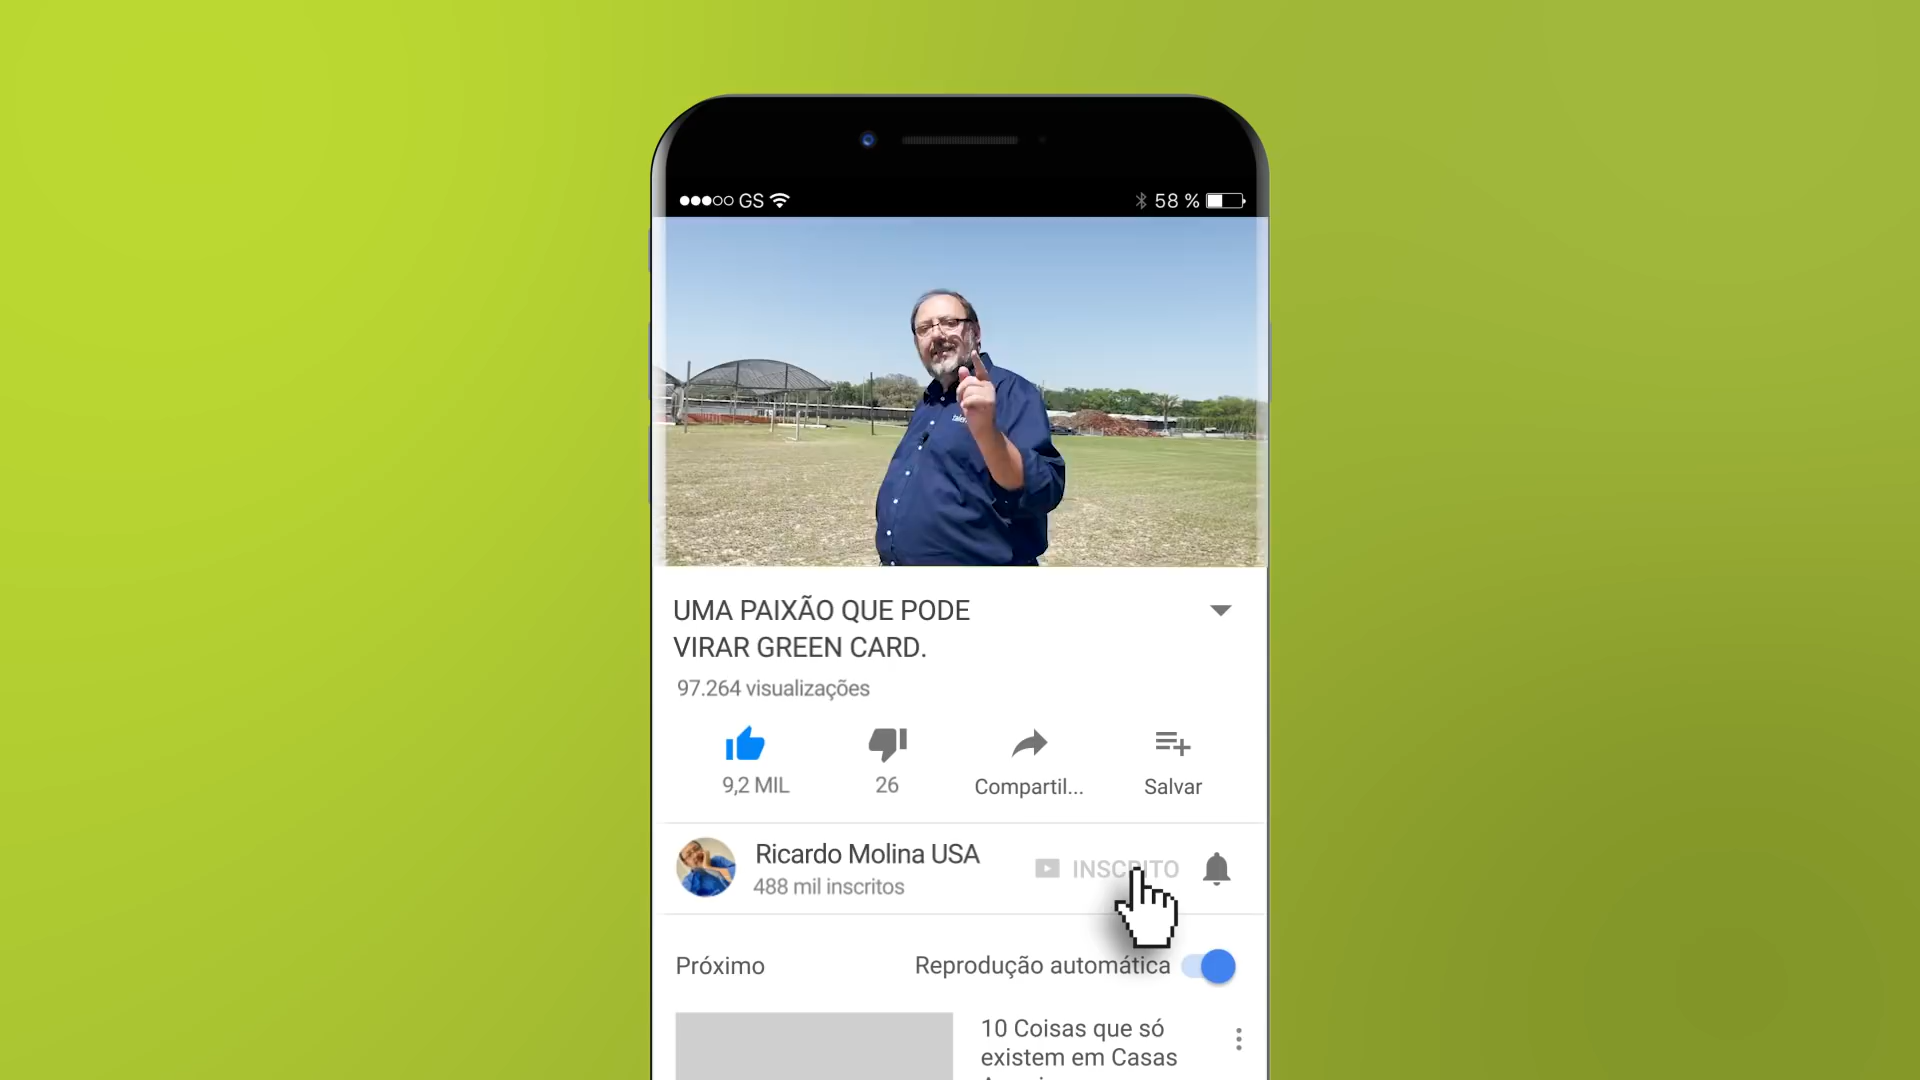 GS
58 %
UMA PAIXÃO QUE PODE
VIRAR GREEN CARD.
97.264 visualizações
9,2 MIL
26
Compartil...
Salvar
Ricardo Molina USA
INSCRITO
488 mil inscritos
Próximo
Reprodução automática
10 Coisas que só
existem em Casas